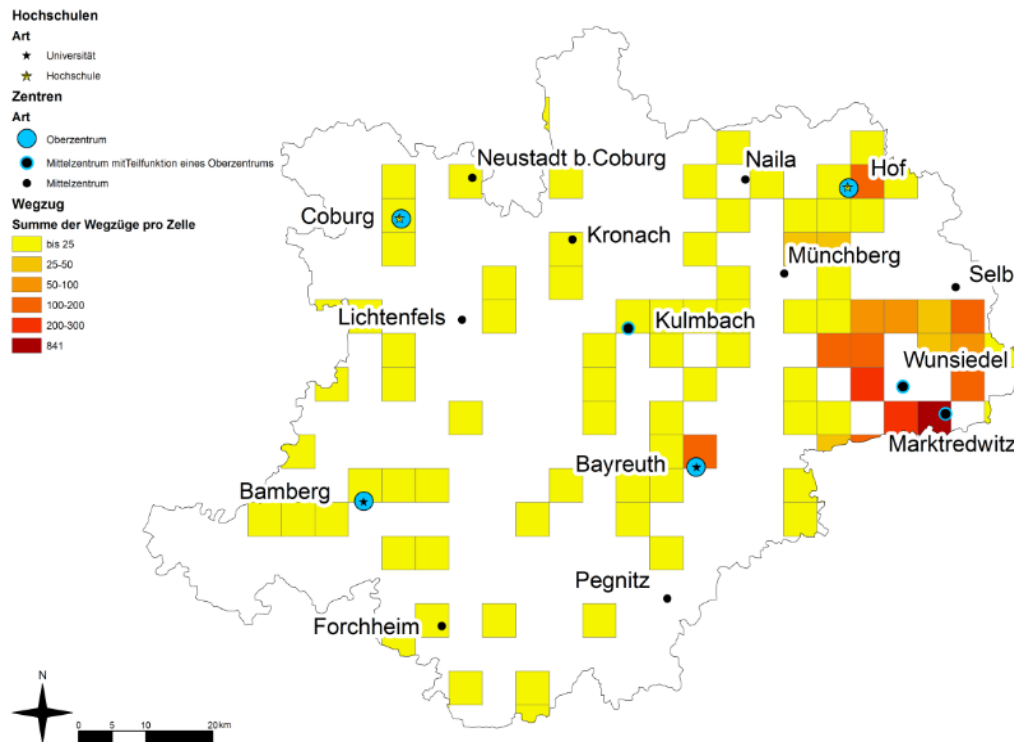 Hochschulen
Art
Universität
Hochschule
Zentren
Art
Oberzentrum
Mittelzentrum mitTeilfunktion eines Oberzentrums
Mittelzentrum
Wegzug
Summe der Wegzüge pro Zelle
bis 25
25-50
50-100
100-200
200-300
841
Neustadt b.Coburg
Naila
Hof
Coburg
Kronach
Münchberg
Selb
Lichtenfels
Kulmbach
Wunsiedel
Marktredwitz
Bayreuth
Bamberg
Pegnitz
Forchheim
N
0 5 10 20 km